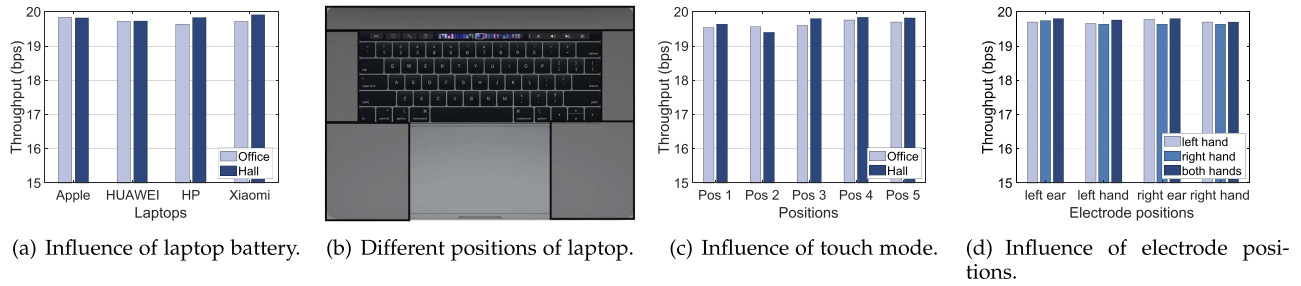 20
19
18
17
16
15
Throughput (bps)
Office
Hall
Apple HUAWEI HP Xiaomi
Laptops
(a) Influence of laptop battery.
(b) Different positions of laptop.
20
19
18
17
16
15
Throughput (bps)
Office
Hall
Pos 1 Pos 2 Pos 3 Pos 4 Pos 5
Positions
(c) Influence of touch mode.
20
19
18
17
16
15
Throughput (bps)
left hand
right hand
both hands
left ear left hand right ear right hand
Electrode positions
(d) Influence of electrode posi-
tions.